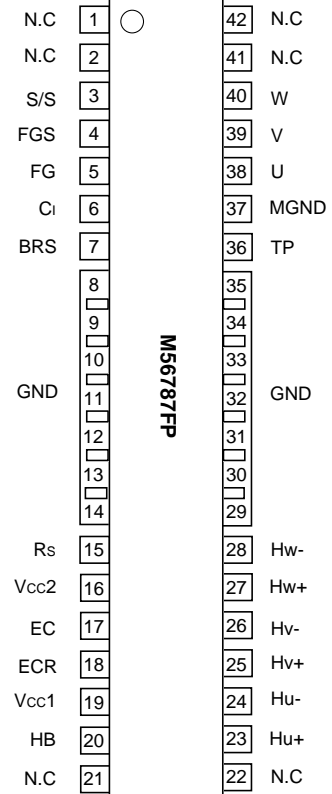 N.C 1 42 N.C
N.C 2 41 N.C
S/S 3 40 W
FGS 4 39 V
FG 5 38 U
CI 6 37 MGND
BRS 7 36 TP
8 35
9 34
10 33
GND 11 32 GND
12 31
13 30
14 29
M56787FP
RS 15 28 HW-
VCC2 16 27 HW+
EC 17 26 HV-
ECR 18 25 HV+
VCC1 19 24 HU-
HB 20 23 HU+
N.C 21 22 N.C